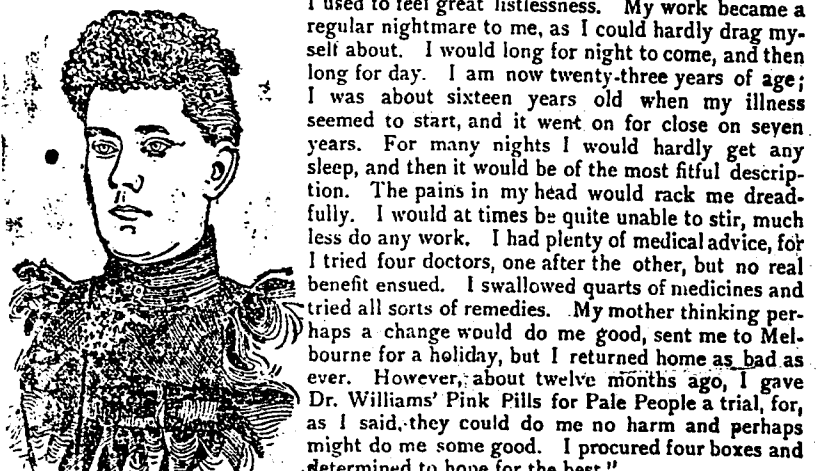 I used to feel great listlessness. My work became a
regular nightmare to me, as I could hardly drag my-
self about. I would long for night to come, and then
long for day. I am now twenty-three years of age;
I was about sixteen years old when my illness
seemed to start, and it went on for close on seven
years. For many nights I would hardly get any
sleep, and then it would be of the most fitful descrip-
tion. The pains in my head would rack me dread-
fully. I would at times be quite unable to stir, much
less do any work. I had plenty of medical advice, for
I tried four doctors, one after the other, but no real
benefit ensued. I swallowed quarts of medicines and
tried all sorts of remedies. My mother thinking per-
haps a change would do me good, sent me to Mel-
bourne for a holiday, but I returned home as bad as
ever. However, about twelve months ago, I gave
Dr. Williams' Pink Pills for Pale People a trial, for,
as I said, they could do me no harm and perhaps
might do me some good. I procured four boxes and
determined to hope for the best."